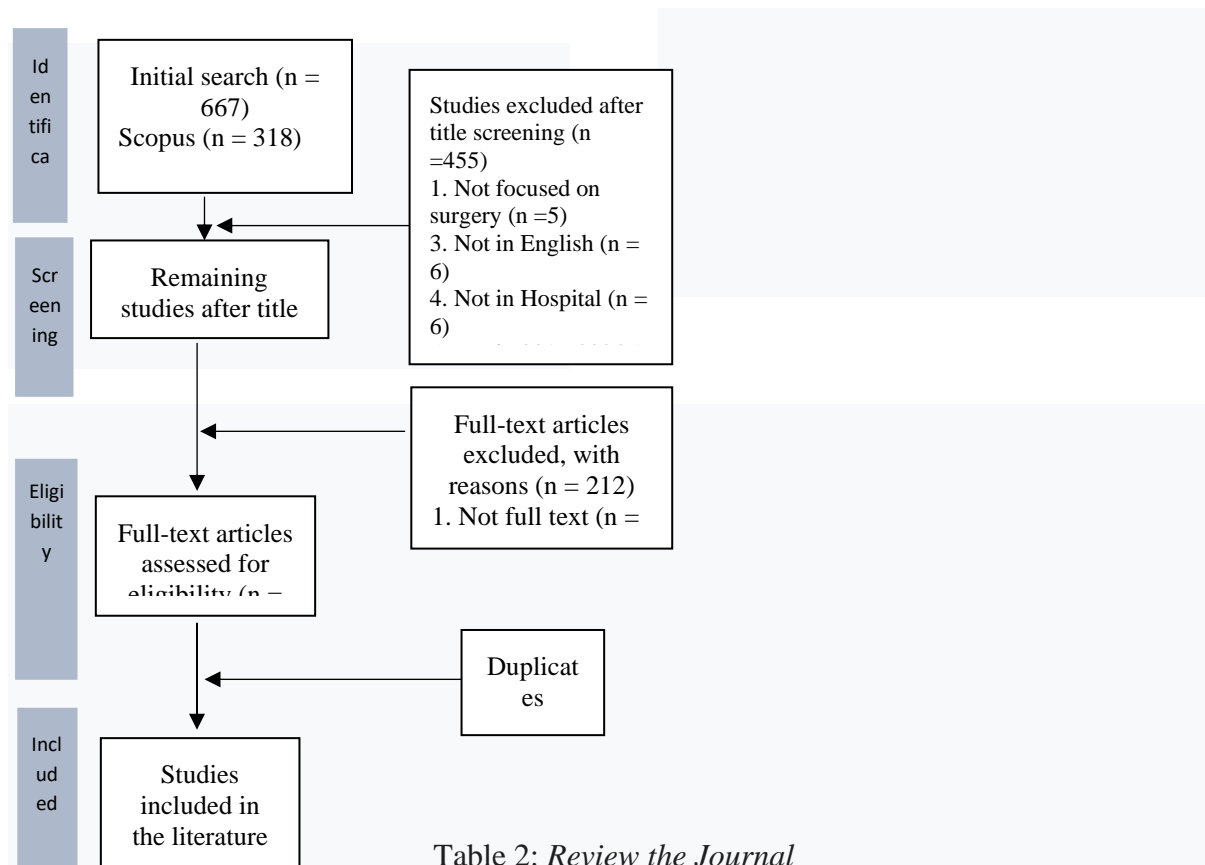 Id
en
tifi
ca
Initial search (n =
667)
Scopus (n = 318)
Studies excluded after
title screening (n
=455)
1. Not focused on
surgery (n =5)
3. Not in English (n =
6)
4. Not in Hospital (n =
6)
Scr
een
ing
Remaining
studies after title
Full-text articles
excluded, with
reasons (n = 212)
1. Not full text (n =
Eligi
bilit
y
Full-text articles
assessed for
eligibility (n =
Duplicat
es
Incl
ud
ed
Studies
included in
the literature
Table 2: Review the Journal